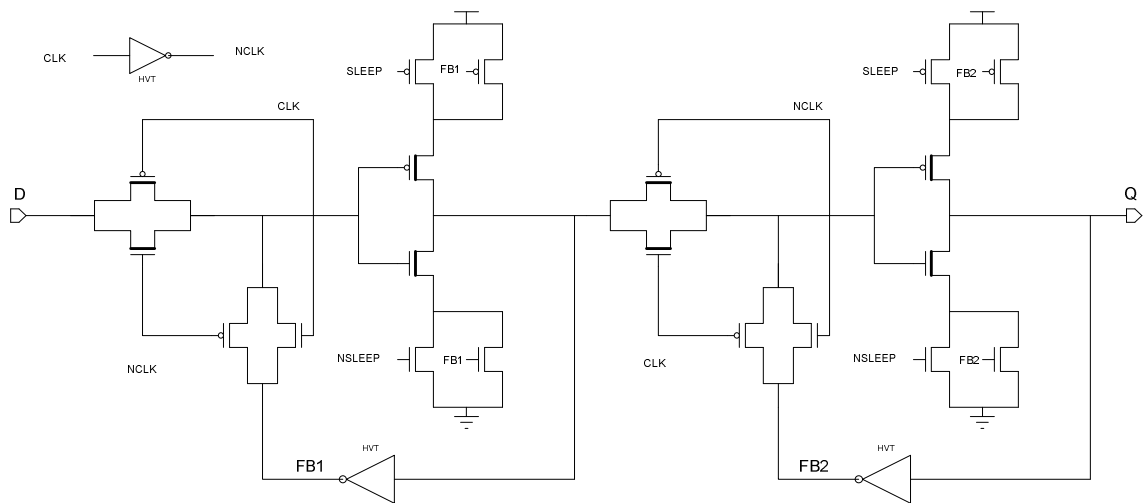 CLK
NCLK
HVT
SLEEP
FB1
SLEEP
FB2
CLK
NCLK
D
Q
NCLK
NSLEEP
FB1
CLK
NSLEEP
FB2
HVT
FB1
HVT
FB2